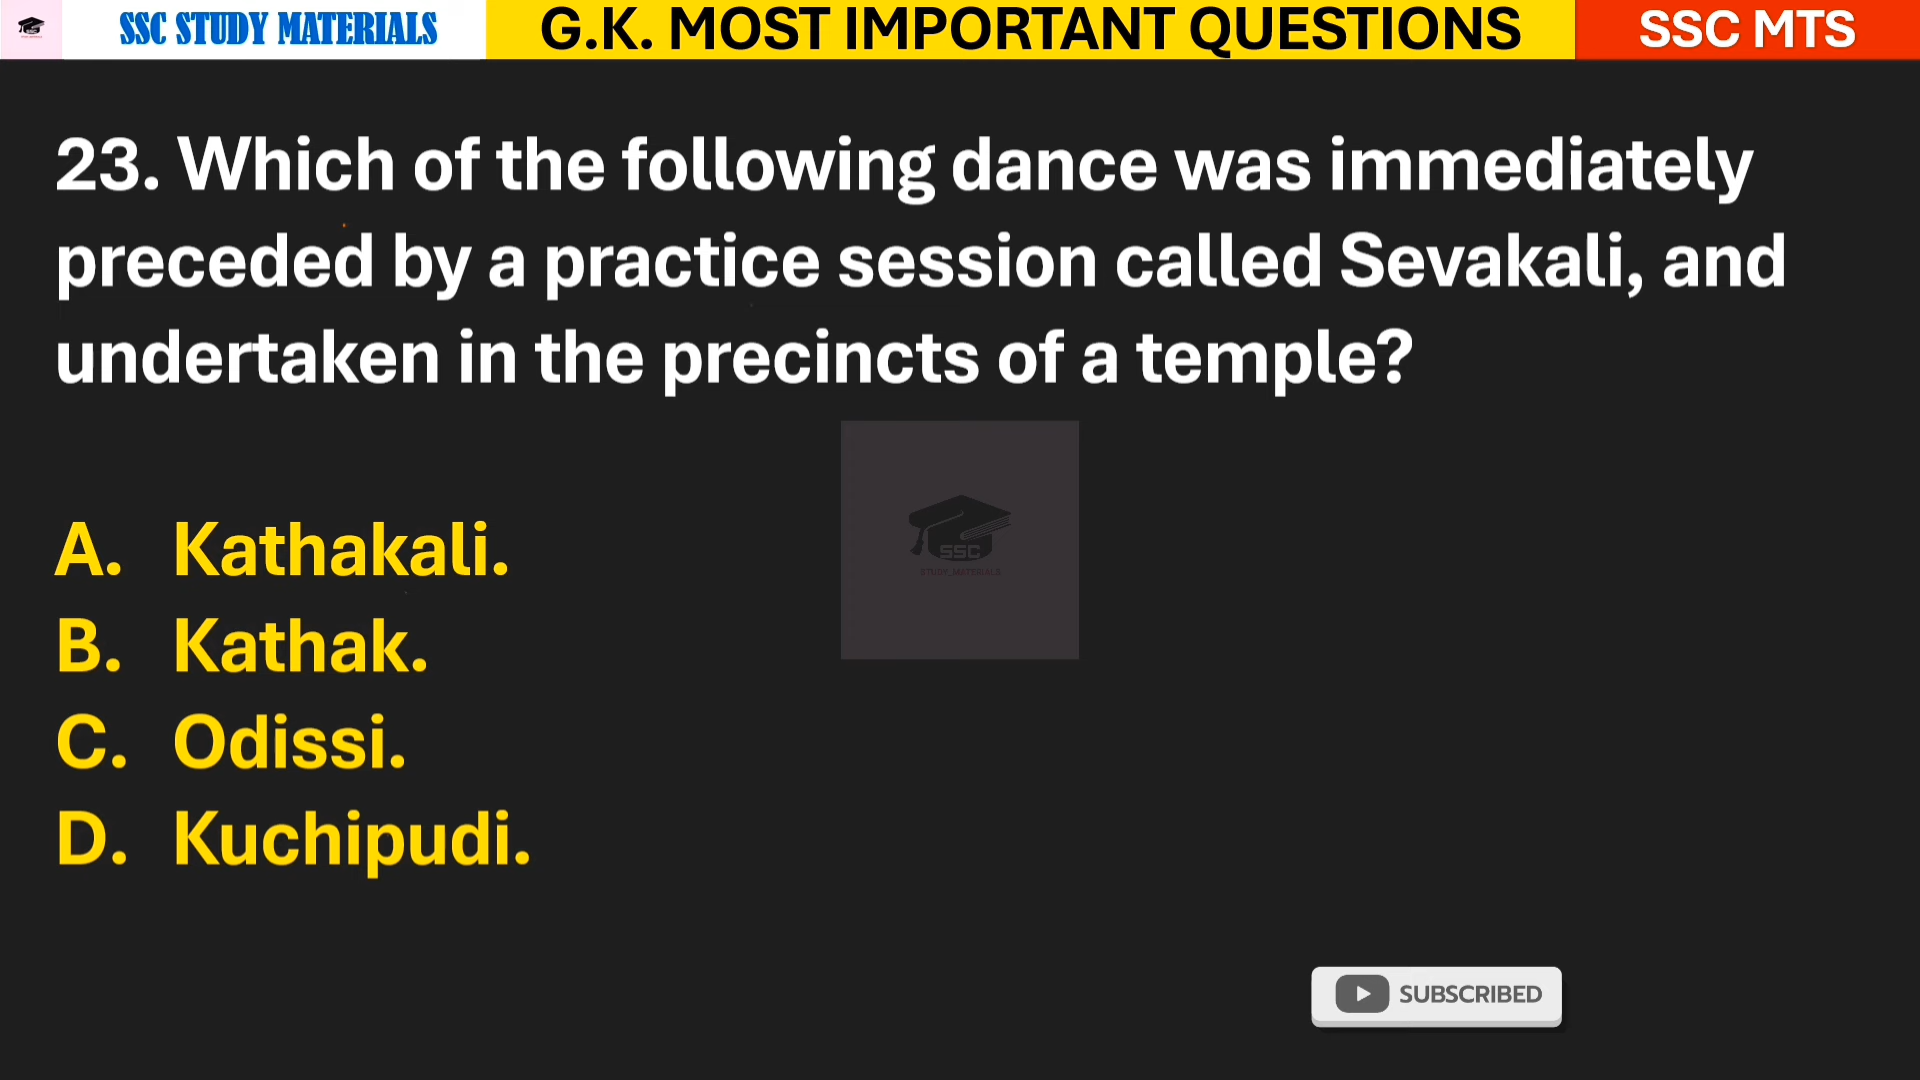 SSC STUDY MATERIALS
G.K. MOST IMPORTANT QUESTIONS
SSC MTS
23. Which of the following dance was immediately
preceded by a practice session called Sevakali, and
undertaken in the precincts of a temple?
SSC
STUDY_MATERIALS
A. Kathakali.
B. Kathak.
C. Odissi.
D. Kuchipudi.
SUBSCRIBED